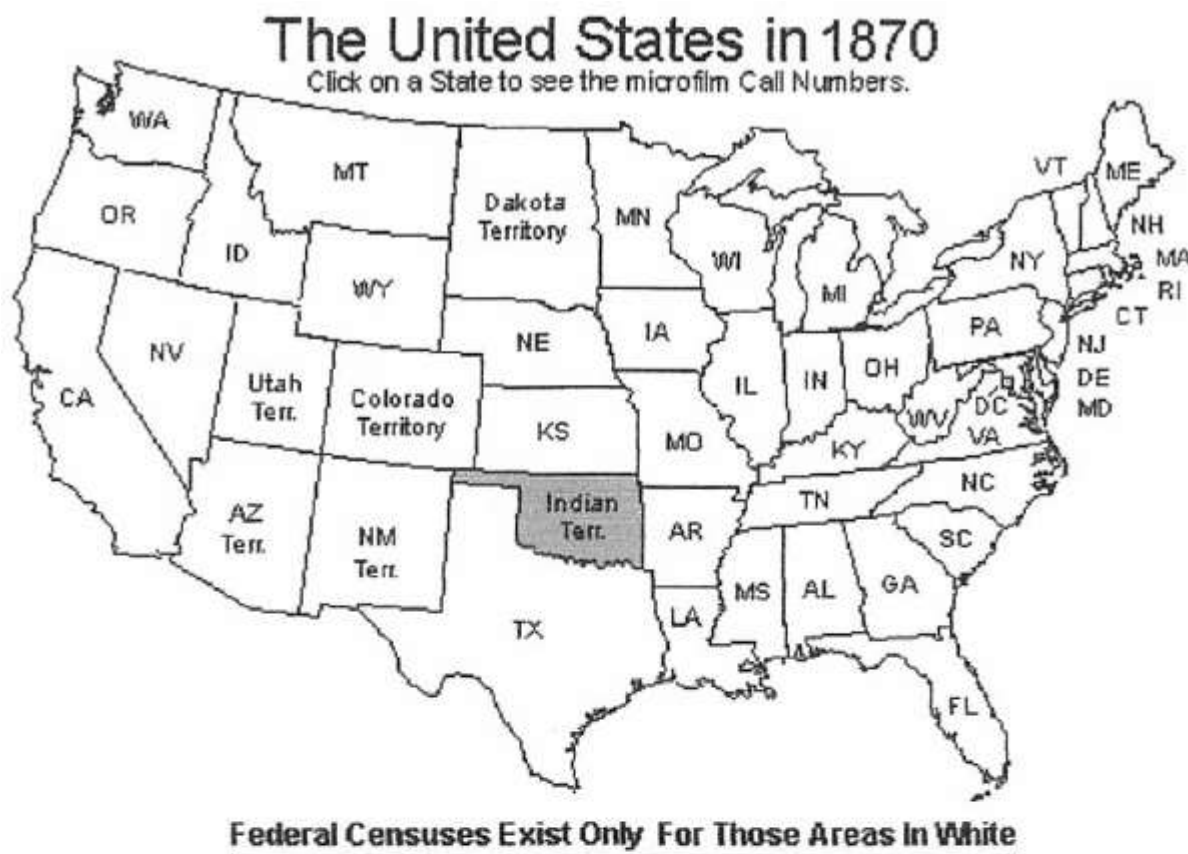 The United States in 1870
Click on a State to see the microfilm Call Numbers.
WA
MT
Dakota
Territory
MN
VT
ME
OR
ID
WY
WI
MI
NY
NH
MA
RI
CT
NV
NE
IA
PA
NJ
CA
Utah
Terr.
Colorado
Territory
KS
MO
IL
IN
OH
WV
DC
DE
MD
VA
KY
AZ
Terr.
NM
Terr.
Indian
Terr.
AR
TN
NC
SC
TX
LA
MS
AL
GA
FL
Federal Censuses Exist Only For Those Areas In White